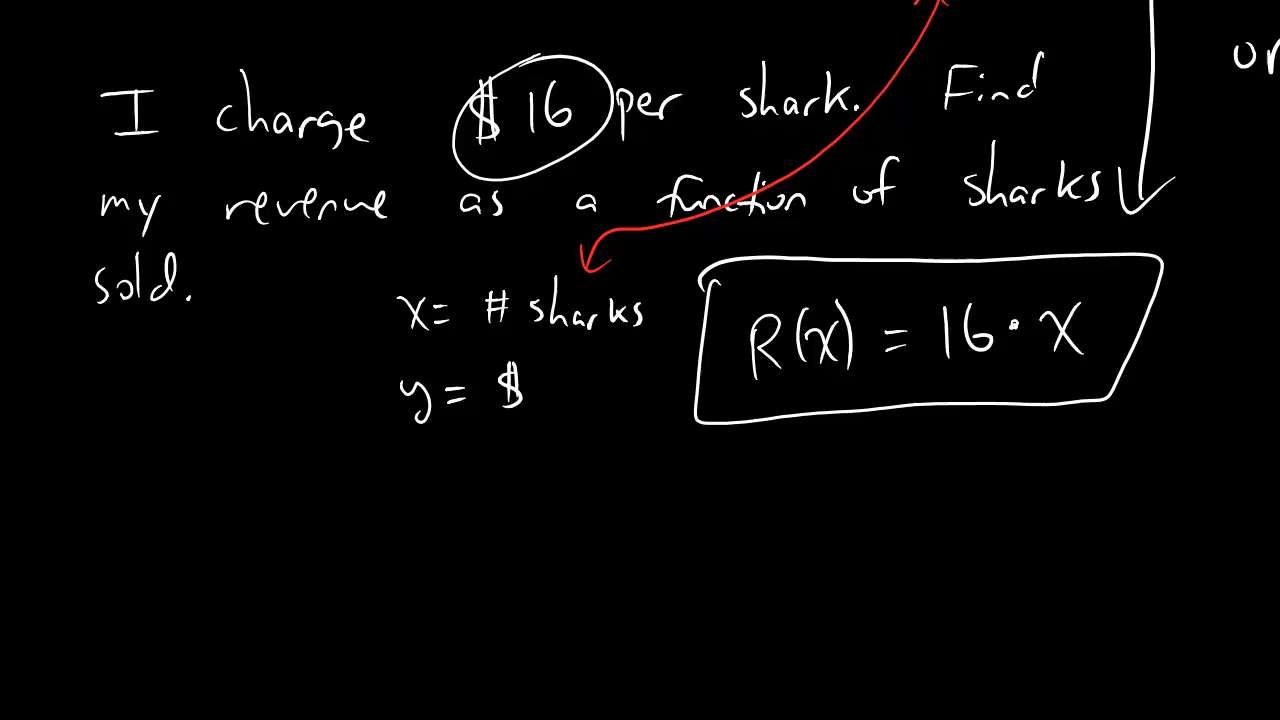 I charge $16 per shark. Find
my revenue as a function of sharks
sold.
x = # sharks
y = $
R(x) = 16 · x